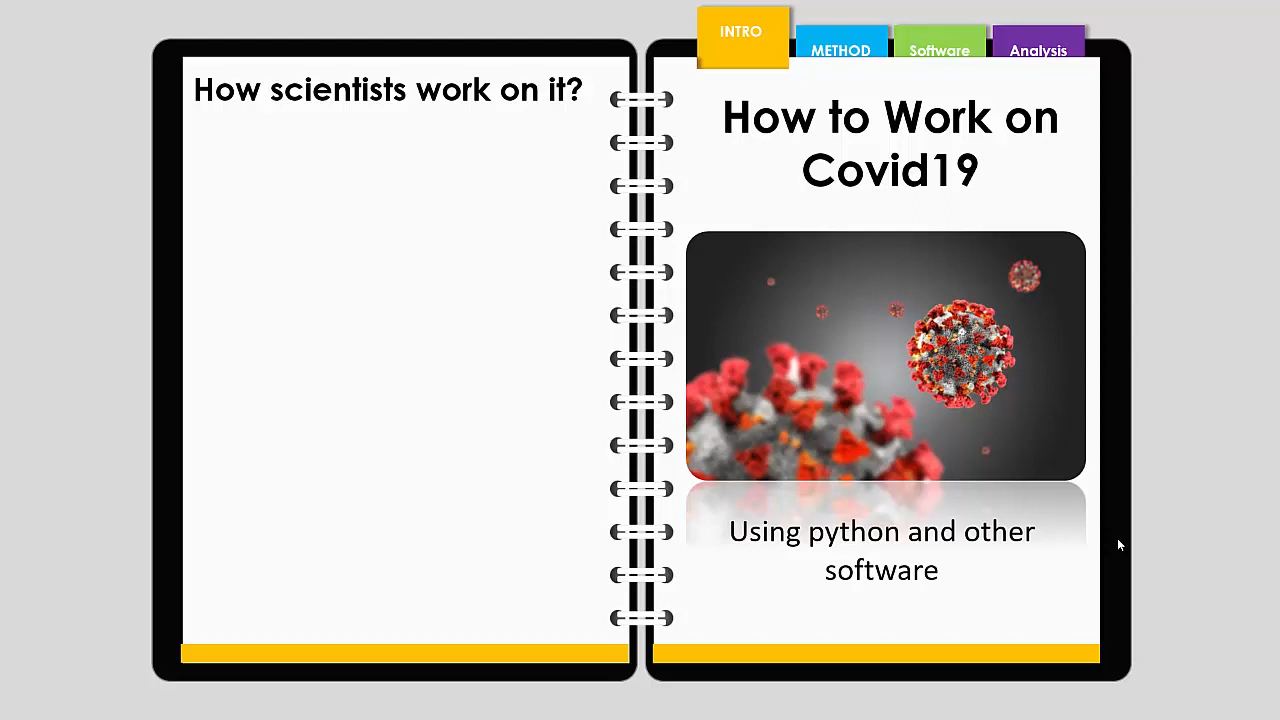 INTRO
METHOD
Software
Analysis
How scientists work on it?
How to Work on
Covid19
Using python and other
software